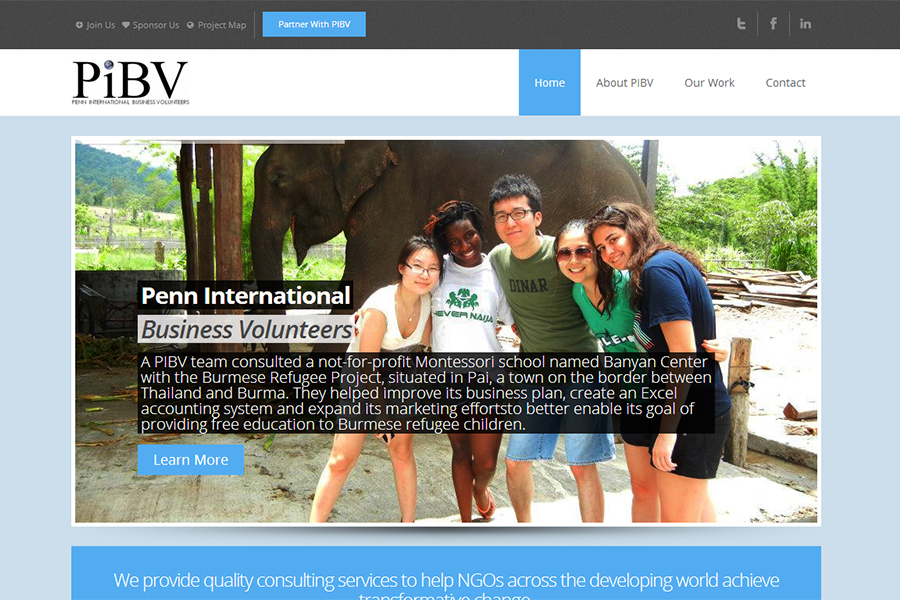 Join Us Sponsor Us Project Map Partner With PIBV
PiBV
PENN INTERNATIONAL BUSINESS VOLUNTEERS
Home About PiBV Our Work Contact
DINAR
EVER NAIJA
Penn International
Business Volunteers
A PIBV team consulted a not-for-profit Montessori school named Banyan Center
with the Burmese Refugee Project, situated in Pai, a town on the border between
Thailand and Burma. They helped improve its business plan, create an Excel
accounting system and expand its marketing effortsto better enable its goal of
providing free education to Burmese refugee children.
Learn More
We provide quality consulting services to help NGOs across the developing world achieve
transformative change